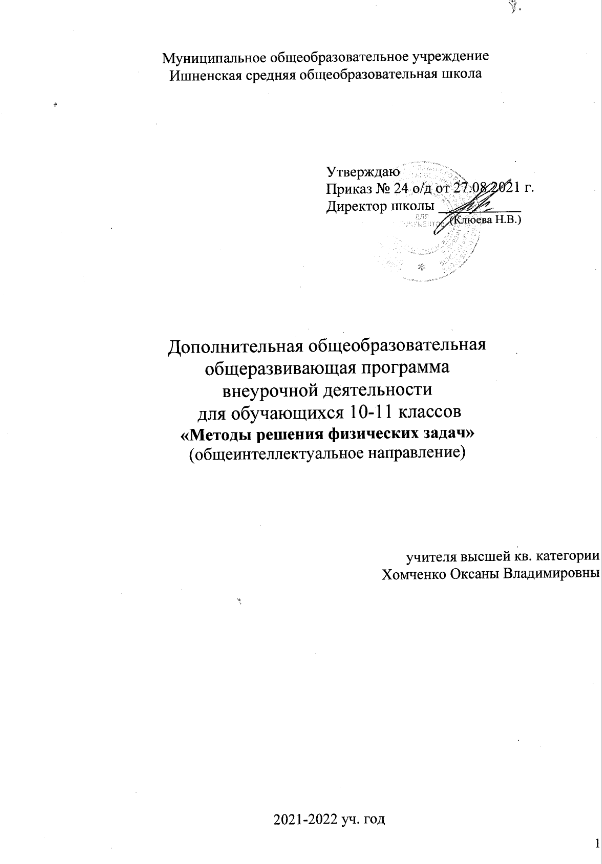 Муниципальное общеобразовательное учреждение
Ишненская средняя общеобразовательная школа
Утверждаю
Приказ № 24 о/д от 27.08.2021 г.
Директор школы ____________
(Клюева Н.В.)
Дополнительная общеобразовательная
общеразвивающая программа
внеурочной деятельности
для обучающихся 10-11 классов
«Методы решения физических задач»
(общеинтеллектуальное направление)
учителя высшей кв. категории
Хомченко Оксаны Владимировны
2021-2022 уч. год
1